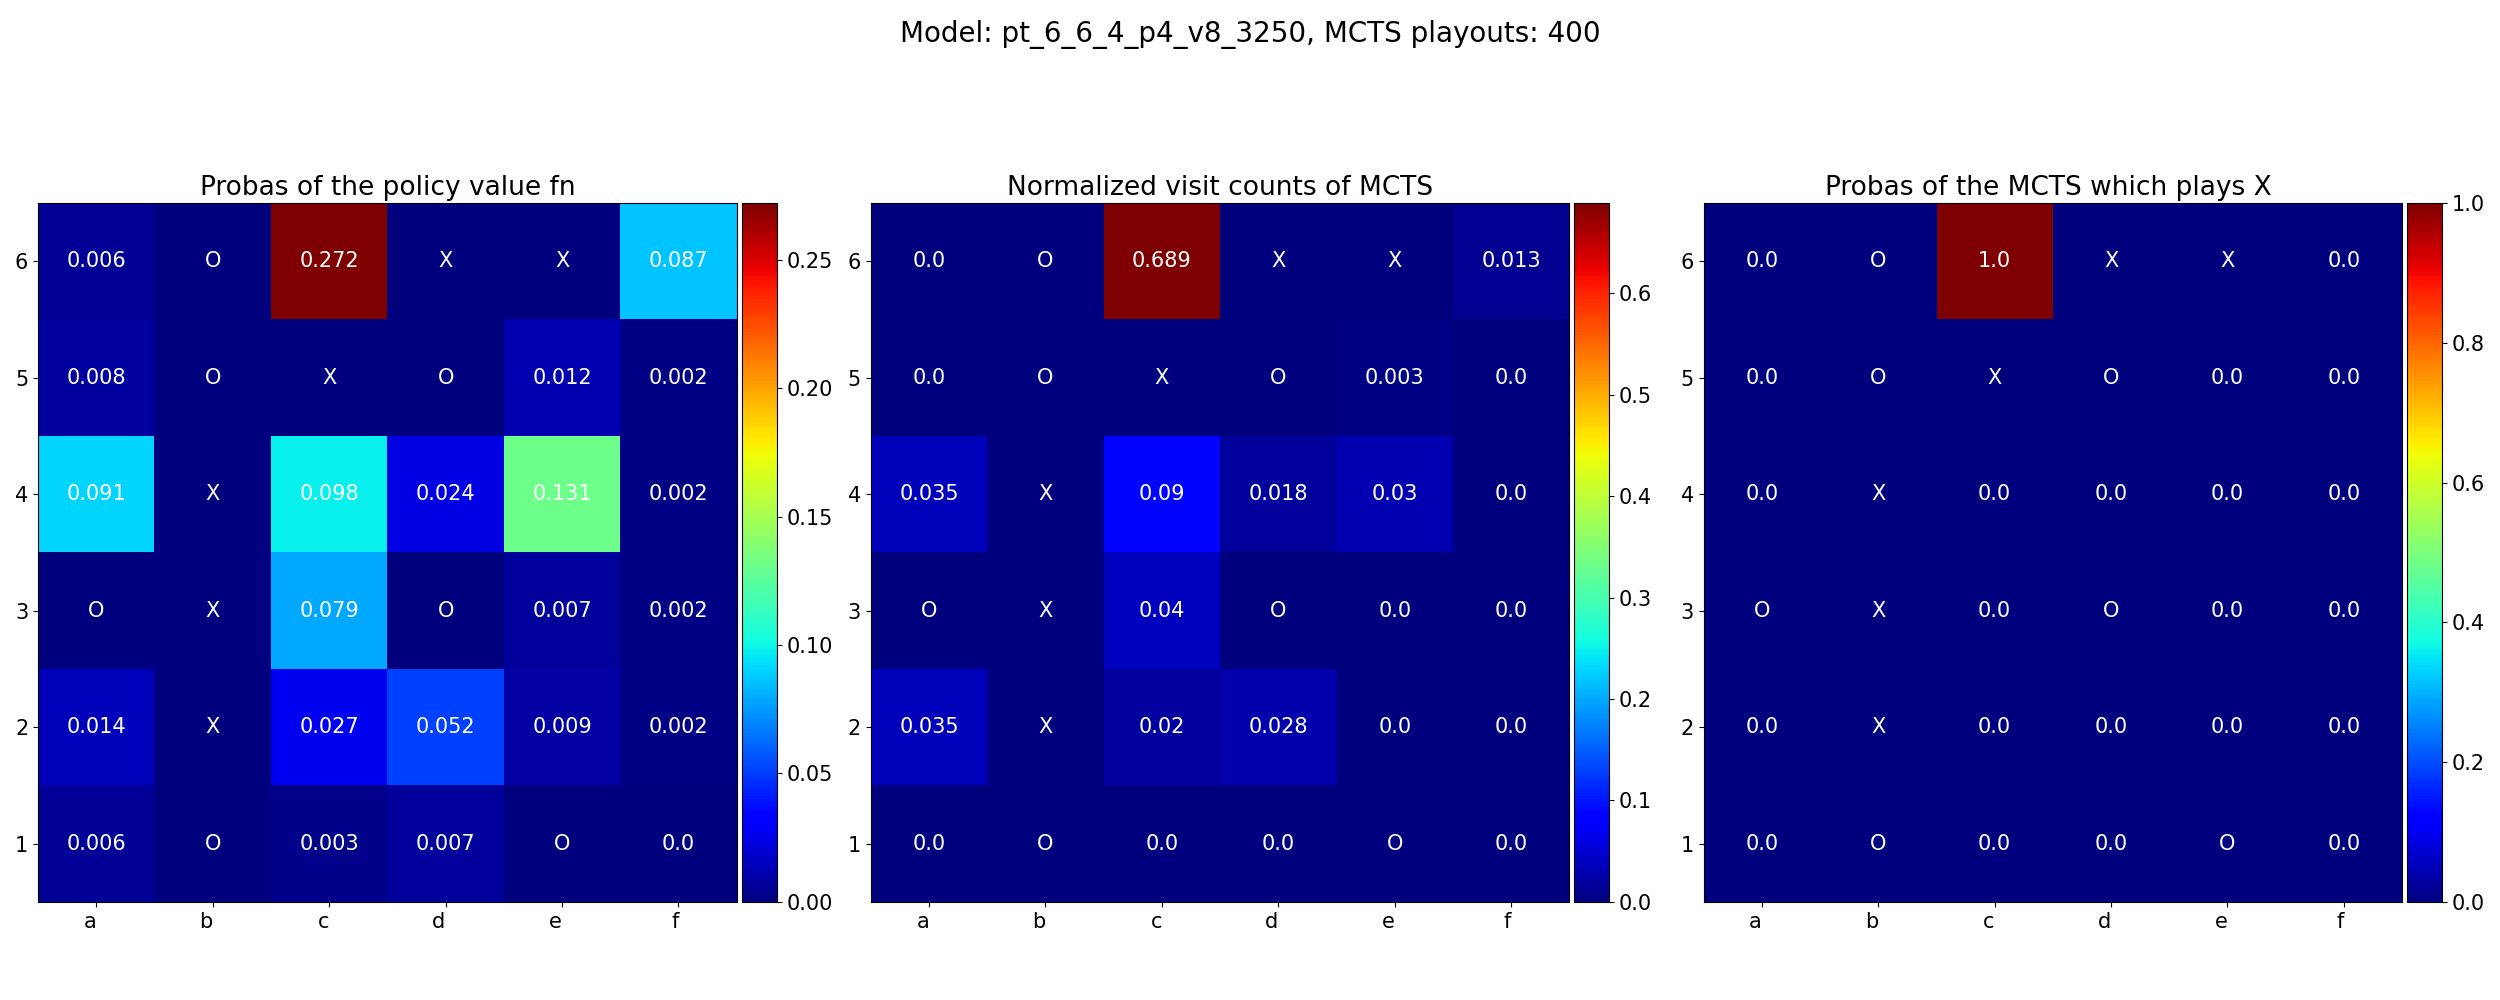 Model: pt_6_6_4_p4_v8_3250, MCTS playouts: 400
Probas of the policy value fn
6 0.006 O 0.272 X X 0.087
5 0.008 O X O 0.012 0.002
4 0.091 X 0.098 0.024 0.131 0.002
3 O X 0.079 O 0.007 0.002
2 0.014 X 0.027 0.052 0.009 0.002
1 0.006 O 0.003 0.007 O 0.0
a b c d e f
0.25
0.20
0.15
0.10
0.05
0.00
Normalized visit counts of MCTS
6 0.0 O 0.689 X X 0.013
5 0.0 O X O 0.003 0.0
4 0.035 X 0.09 0.018 0.03 0.0
3 O X 0.04 O 0.0 0.0
2 0.035 X 0.02 0.028 0.0 0.0
1 0.0 O 0.0 0.0 O 0.0
a b c d e f
0.6
0.5
0.4
0.3
0.2
0.1
0.0
Probas of the MCTS which plays X
6 0.0 O 1.0 X X 0.0
5 0.0 O X O 0.0 0.0
4 0.0 X 0.0 0.0 0.0 0.0
3 O X 0.0 O 0.0 0.0
2 0.0 X 0.0 0.0 0.0 0.0
1 0.0 O 0.0 0.0 O 0.0
a b c d e f
1.0
0.8
0.6
0.4
0.2
0.0